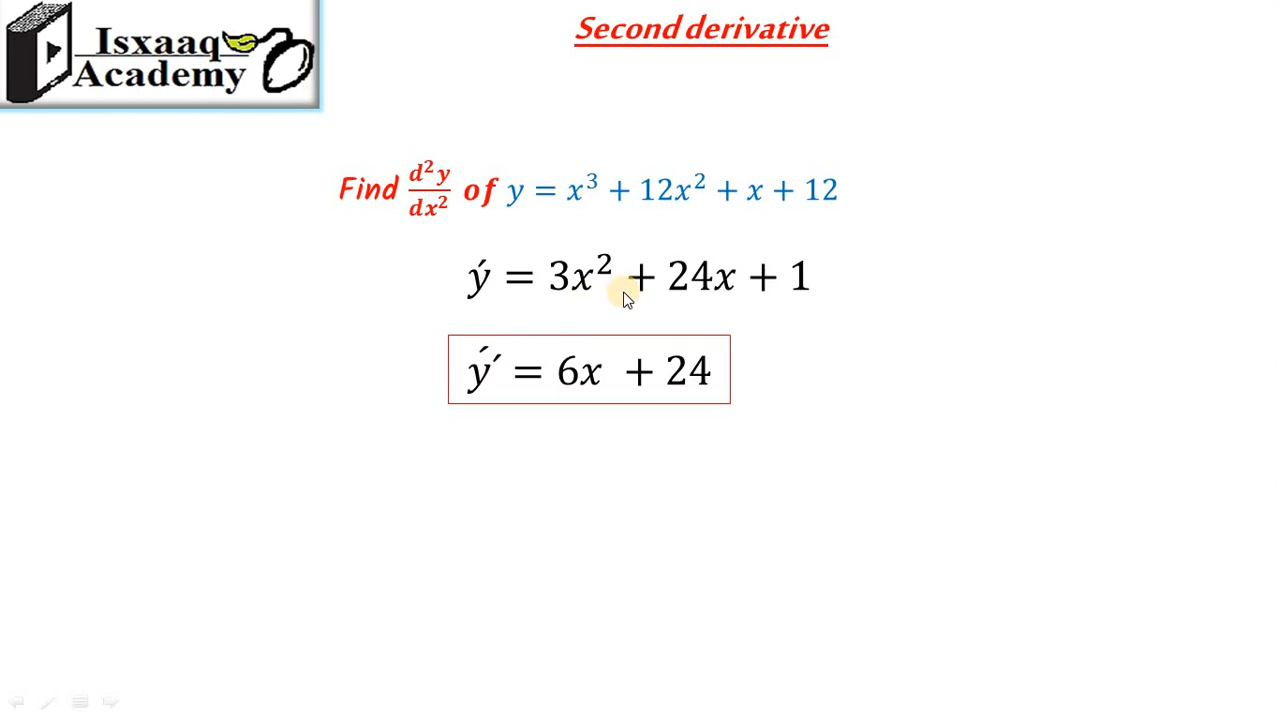 Isxaaq
Academy
Second derivative
Find d²y/dx² of y = x³ + 12x² + x + 12
ý = 3x² + 24x + 1
ý′ = 6x + 24